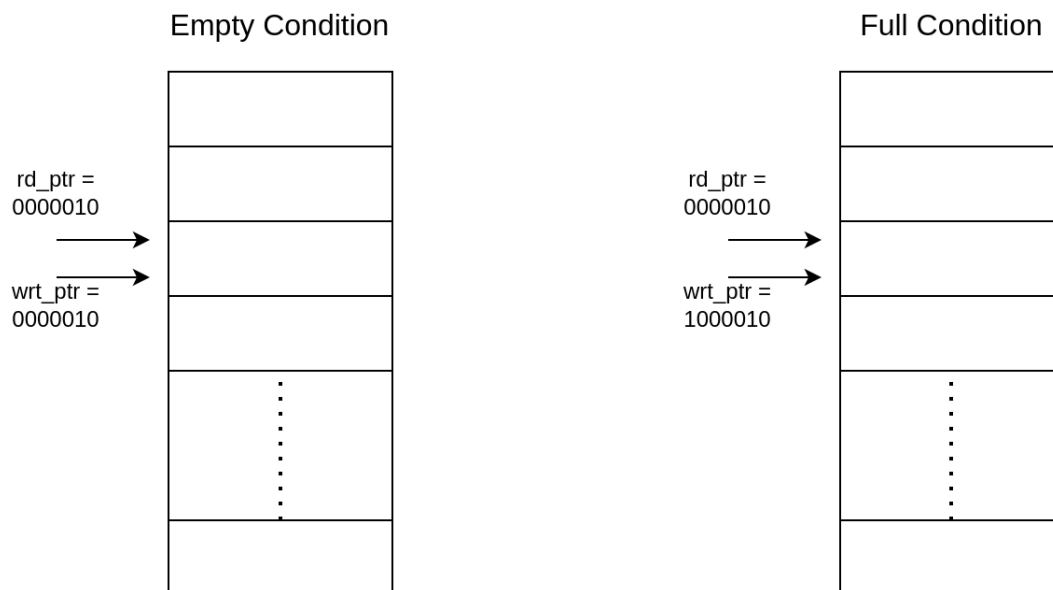 Empty Condition
Full Condition
rd_ptr =
0000010
wrt_ptr =
0000010
rd_ptr =
0000010
wrt_ptr =
1000010